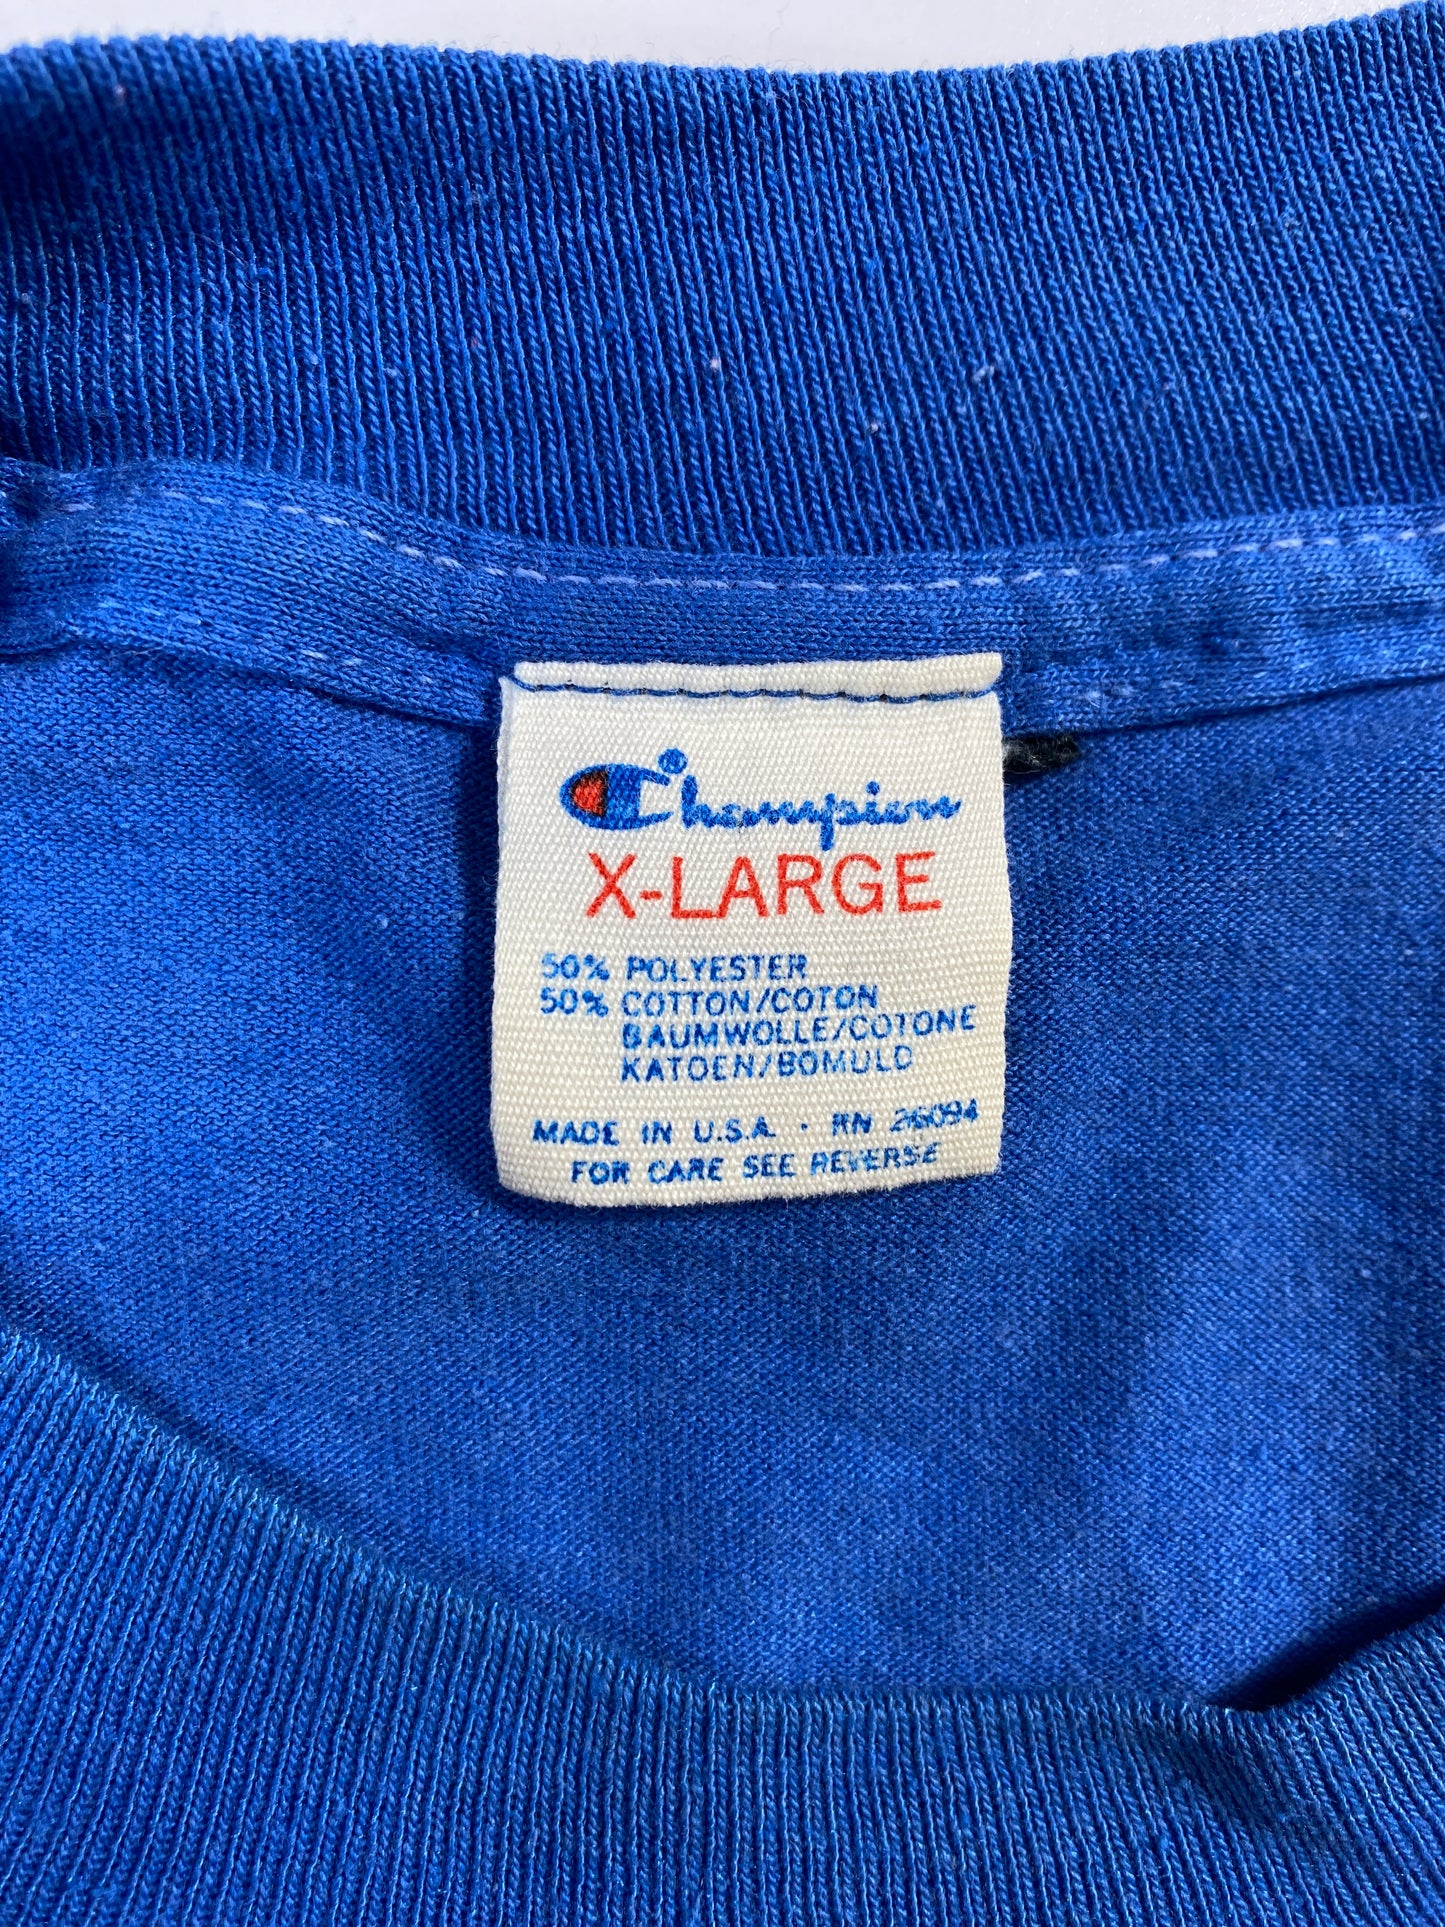 Champion
X-LARGE
50% POLYESTER
50% COTTON/COTON
BAUMWOLLE/COTONE
KATOEN/BOMULD
MADE IN U.S.A. · RN 26094
FOR CARE SEE REVERSE